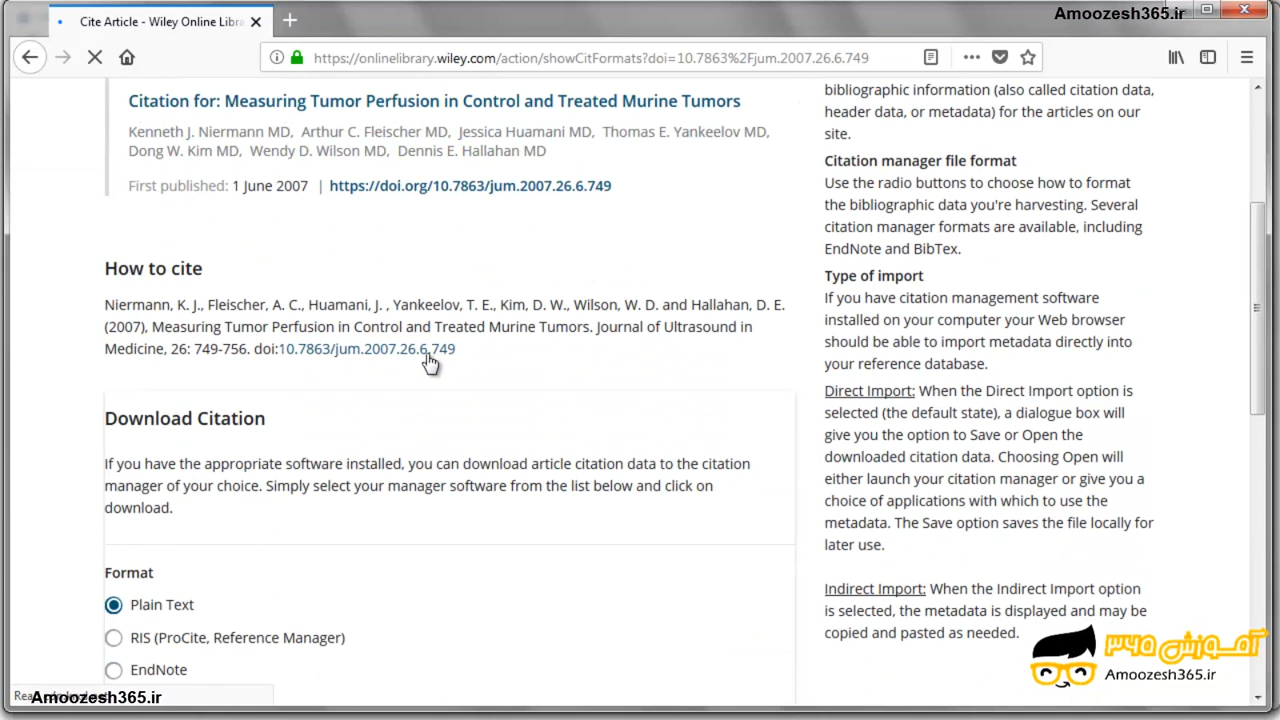 Cite Article - Wiley Online Libra
Amoozesh365.ir
https://onlinelibrary.wiley.com/action/showCitFormats?doi=10.7863%2Fjum.2007.26.6.749
Citation for: Measuring Tumor Perfusion in Control and Treated Murine Tumors
Kenneth J. Niermann MD, Arthur C. Fleischer MD, Jessica Huamani MD, Thomas E. Yankeelov MD,
Dong W. Kim MD, Wendy D. Wilson MD, Dennis E. Hallahan MD
First published: 1 June 2007 | https://doi.org/10.7863/jum.2007.26.6.749
How to cite
Niermann, K. J., Fleischer, A. C., Huamani, J. , Yankeelov, T. E., Kim, D. W., Wilson, W. D. and Hallahan, D. E.
(2007), Measuring Tumor Perfusion in Control and Treated Murine Tumors. Journal of Ultrasound in
Medicine, 26: 749-756. doi:10.7863/jum.2007.26.6.749
Download Citation
If you have the appropriate software installed, you can download article citation data to the citation
manager of your choice. Simply select your manager software from the list below and click on
download.
Format
Plain Text
RIS (ProCite, Reference Manager)
EndNote
bibliographic information (also called citation data,
header data, or metadata) for the articles on our
site.
Citation manager file format
Use the radio buttons to choose how to format
the bibliographic data you're harvesting. Several
citation manager formats are available, including
EndNote and BibTex.
Type of import
If you have citation management software
installed on your computer your Web browser
should be able to import metadata directly into
your reference database.
Direct Import: When the Direct Import option is
selected (the default state), a dialogue box will
give you the option to Save or Open the
downloaded citation data. Choosing Open will
either launch your citation manager or give you a
choice of applications with which to use the
metadata. The Save option saves the file locally for
later use.
Indirect Import: When the Indirect Import option
is selected, the metadata is displayed and may be
copied and pasted as needed.
آموزش ۳۶۵
Amoozesh365.ir
Amoozesh365.ir